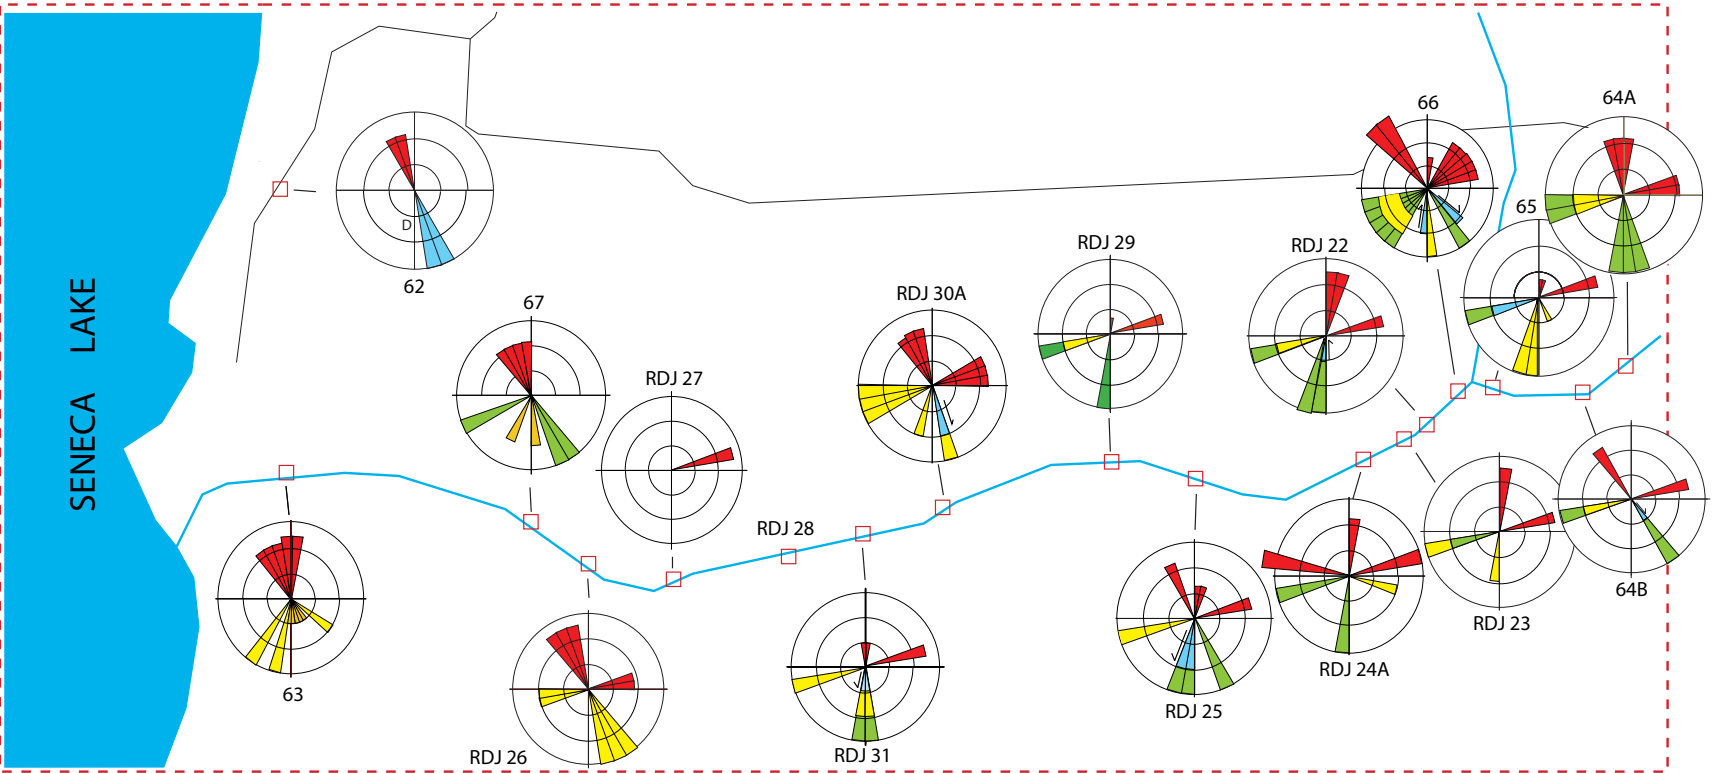 66
64A
65
RDJ 29
RDJ 22
D
62
RDJ 30A
67
SENECA LAKE
RDJ 27
RDJ 28
64B
RDJ 23
RDJ 24A
63
RDJ 25
RDJ 26
RDJ 31